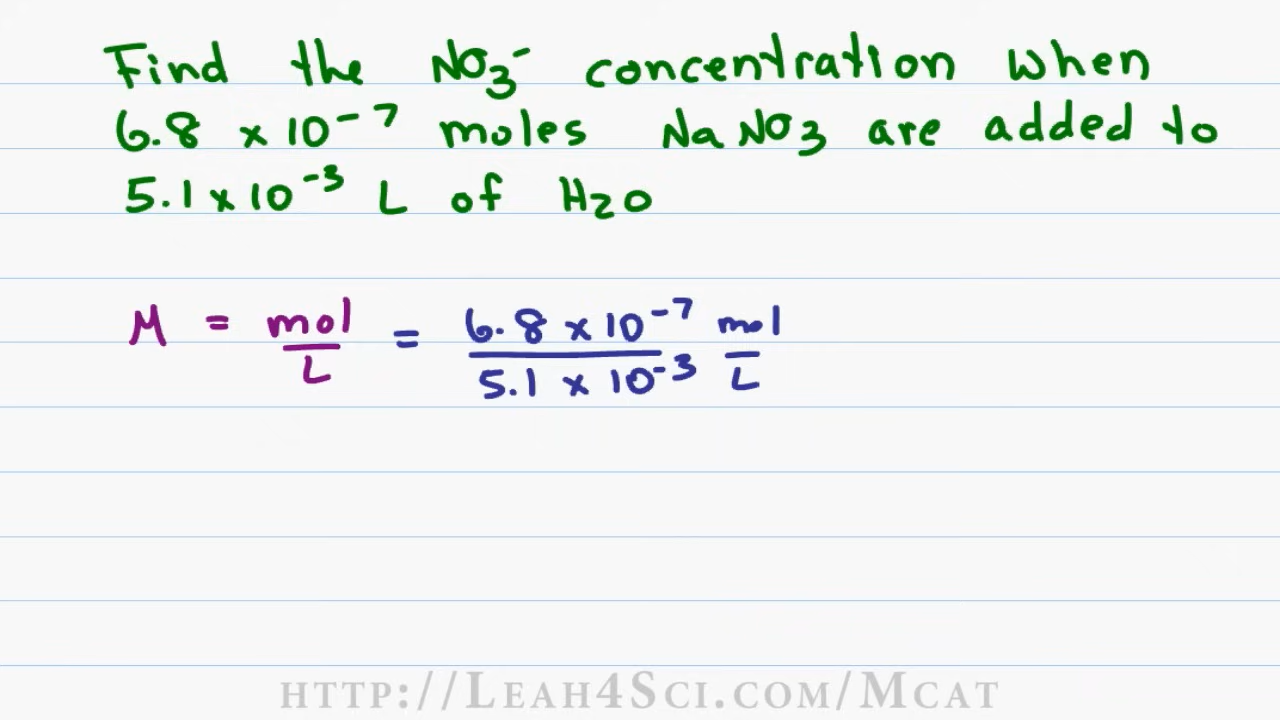 Find the NO₃⁻ concentration when
6.8 x 10⁻⁷ moles NaNO₃ are added to
5.1 x 10⁻³ L of H₂O
M = mol/L = 6.8 x 10⁻⁷ / 5.1 x 10⁻³ mol/L
HTTP://LEAH4SCI.COM/MCAT